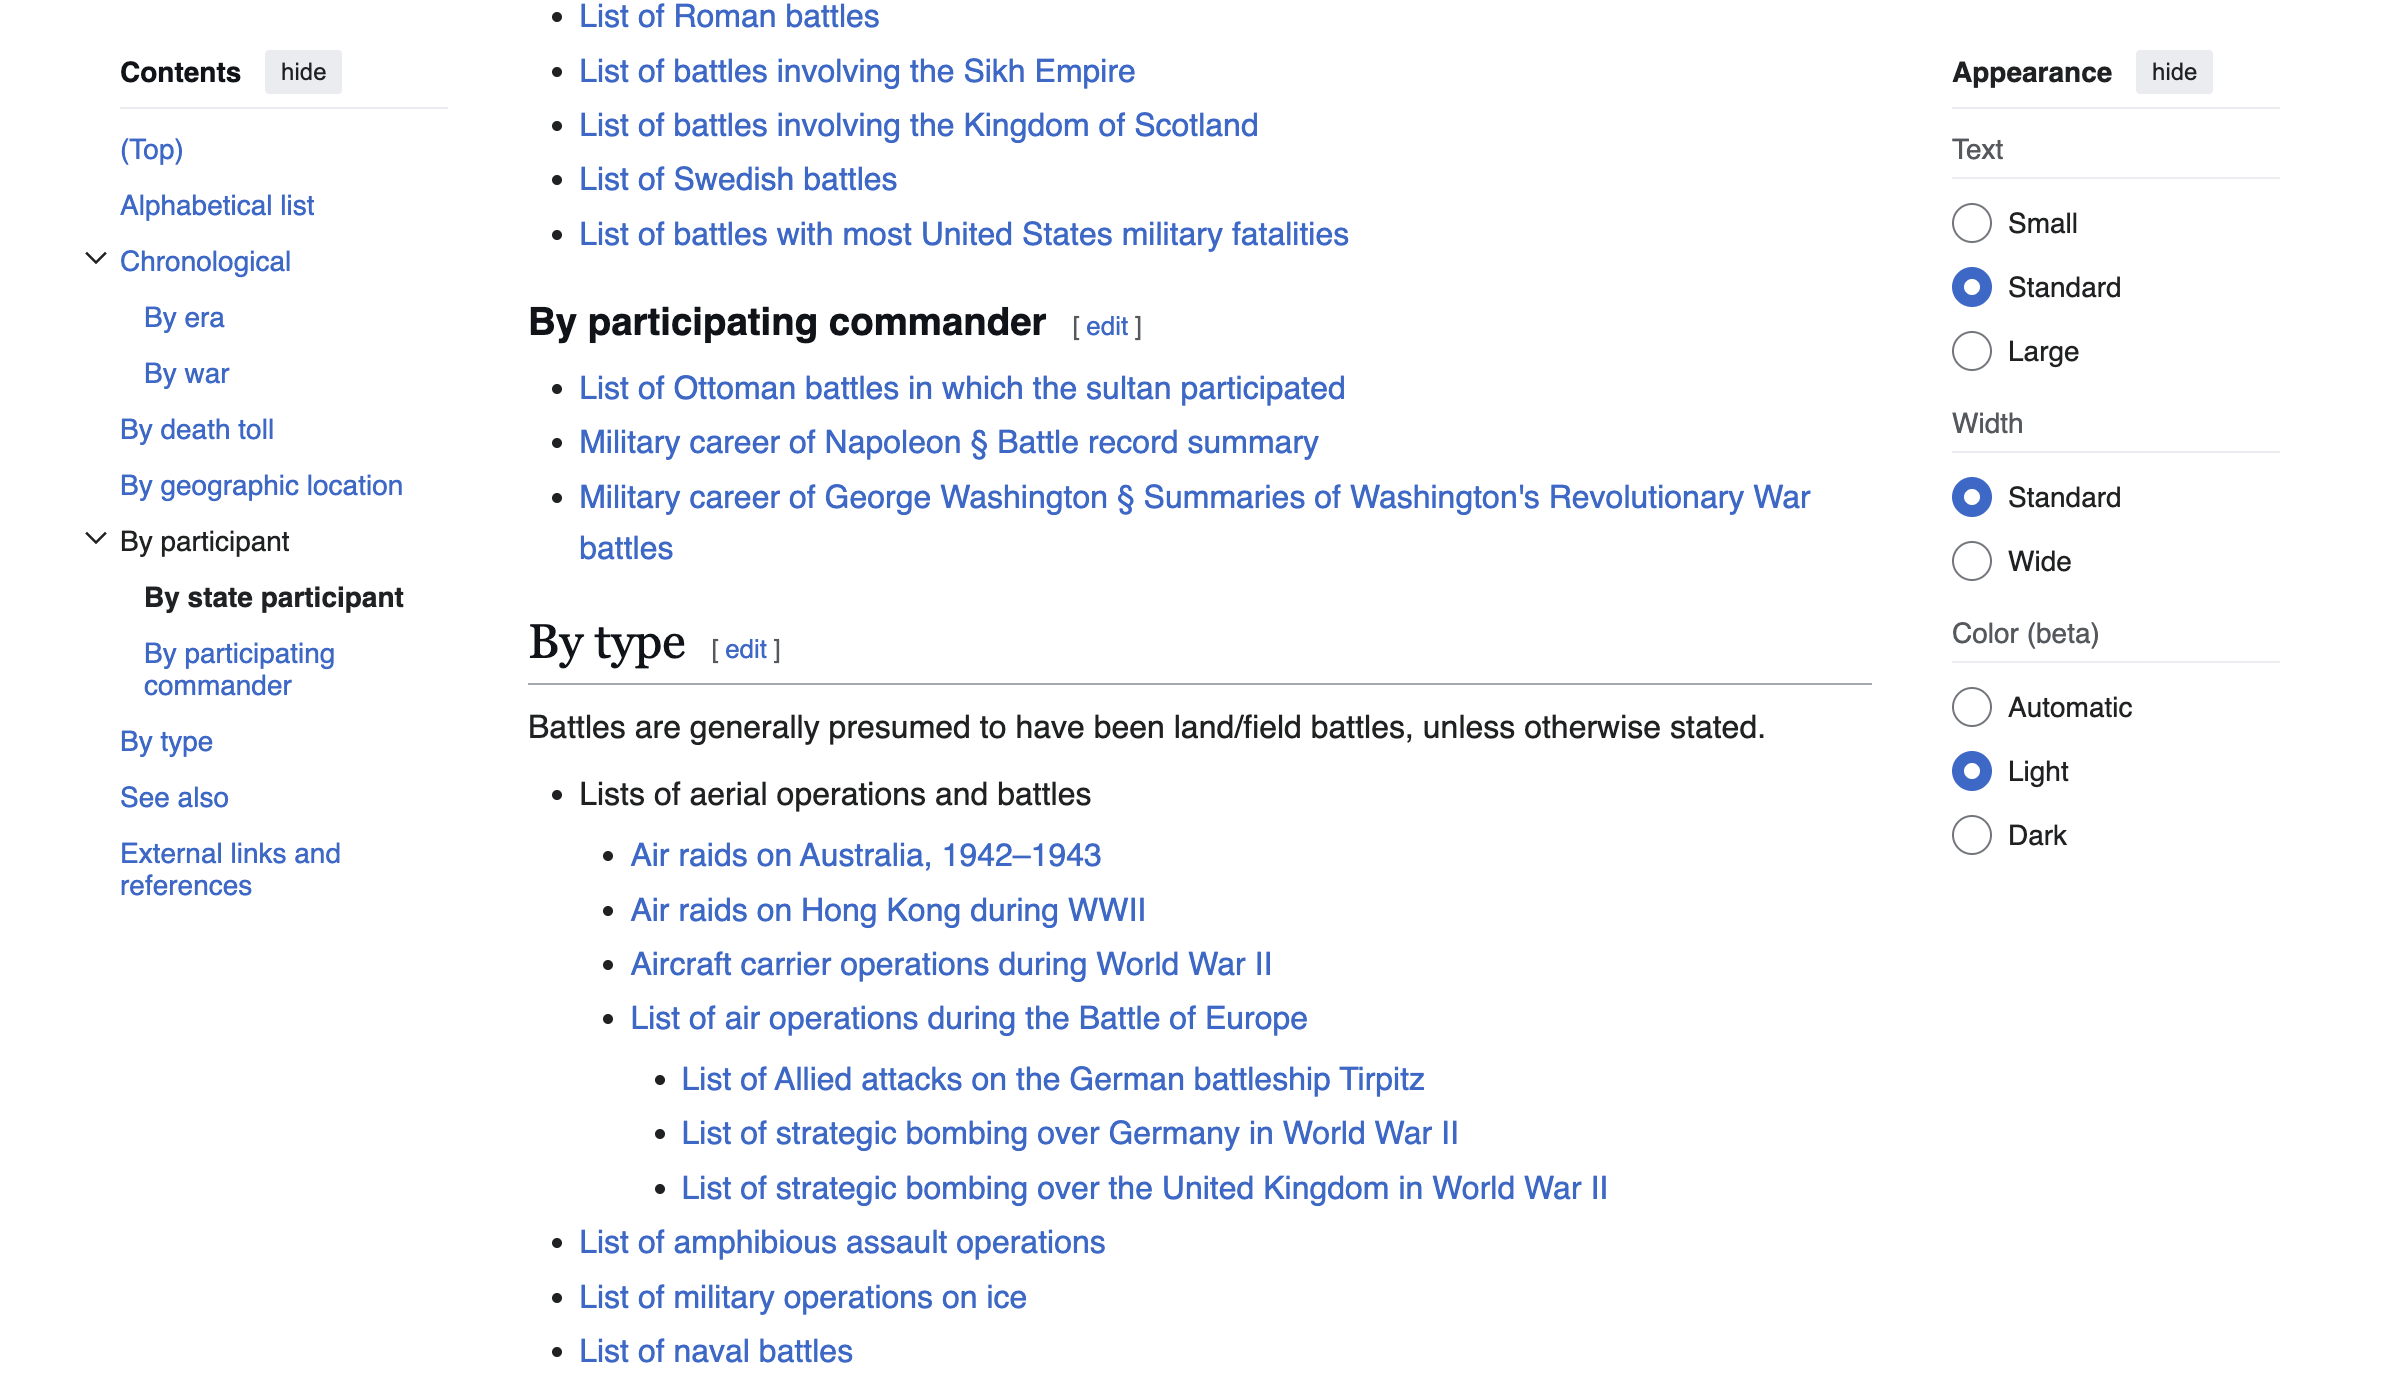 Contents hide
(Top)
Alphabetical list
Chronological
By era
By war
By death toll
By geographic location
By participant
By state participant
By participating
commander
By type
See also
External links and
references
• List of Roman battles
• List of battles involving the Sikh Empire
• List of battles involving the Kingdom of Scotland
• List of Swedish battles
• List of battles with most United States military fatalities
By participating commander [ edit ]
• List of Ottoman battles in which the sultan participated
• Military career of Napoleon § Battle record summary
• Military career of George Washington § Summaries of Washington's Revolutionary War
battles
By type [ edit ]
Battles are generally presumed to have been land/field battles, unless otherwise stated.
• Lists of aerial operations and battles
• Air raids on Australia, 1942–1943
• Air raids on Hong Kong during WWII
• Aircraft carrier operations during World War II
• List of air operations during the Battle of Europe
• List of Allied attacks on the German battleship Tirpitz
• List of strategic bombing over Germany in World War II
• List of strategic bombing over the United Kingdom in World War II
• List of amphibious assault operations
• List of military operations on ice
• List of naval battles
Appearance hide
Text
Small
Standard
Large
Width
Standard
Wide
Color (beta)
Automatic
Light
Dark